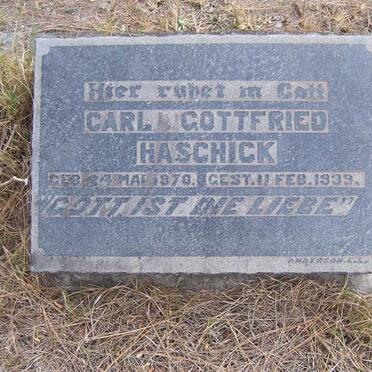 Hier ruhet in Gott
CARL GOTTFRIED
HASCHICK
GEB. 24 MAI 1870. GEST. 11 FEB. 1939.
"GOTT IST DIE LIEBE"
ANDERSON. E.L.